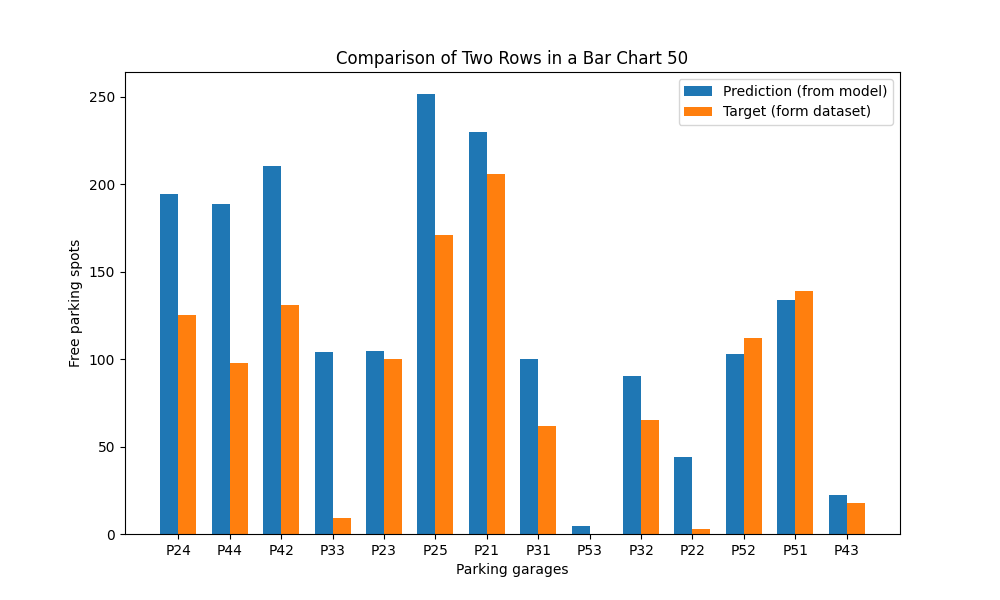 Comparison of Two Rows in a Bar Chart 50
Prediction (from model)
Target (form dataset)
250
200
150
100
50
0
Free parking spots
P24 P44 P42 P33 P23 P25 P21 P31 P53 P32 P22 P52 P51 P43
Parking garages